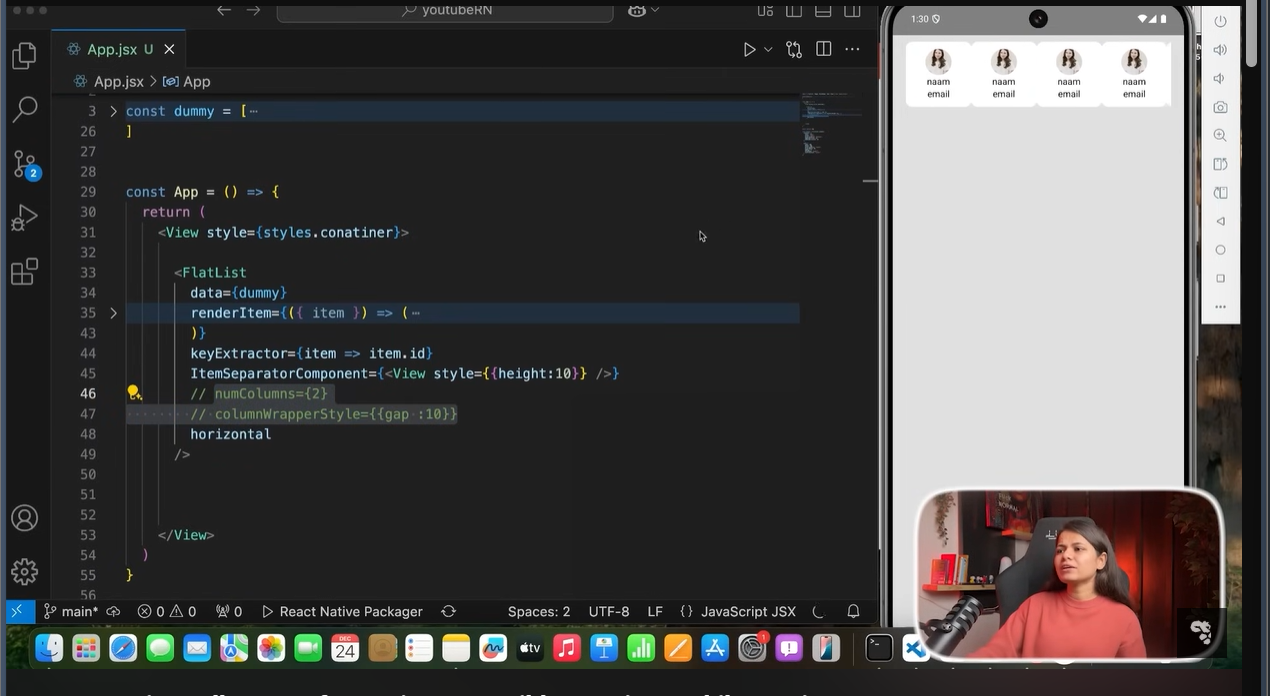 youtubeRN
App.jsx U
App.jsx > App
3 const dummy = [
26 ]
27
28
29 const App = () => {
30 return (
31 <View style={styles.conatiner}>
32
33 <FlatList
34 data={dummy}
35 renderItem={({ item }) => (
43 )}
44 keyExtractor={item => item.id}
45 ItemSeparatorComponent={<View style={{height:10}} />}
46 // numColumns={2}
47 // columnWrapperStyle={{gap :10}}
48 horizontal
49 />
50
51
52
53 </View>
54 )
55 }
56
main* 0 0 0 React Native Packager Spaces: 2 UTF-8 LF {} JavaScript JSX
2
1:30
naam naam naam naam
email email email email
DEC
24
tv
1